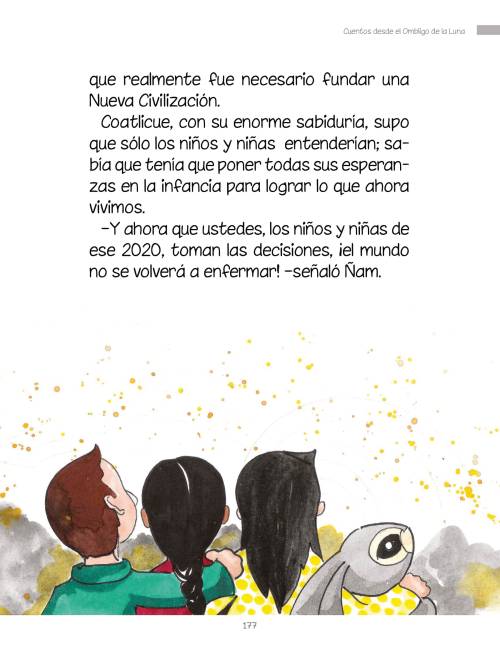 Cuentos desde el Ombligo de la Luna
que realmente fue necesario fundar una
Nueva Civilización.
Coatlicue, con su enorme sabiduría, supo
que sólo los niños y niñas entenderían; sa-
bía que tenía que poner todas sus esperan-
zas en la infancia para lograr lo que ahora
vivimos.
-Y ahora que ustedes, los niños y niñas de
ese 2020, toman las decisiones, ¡el mundo
no se volverá a enfermar! -señaló Ñam.
177